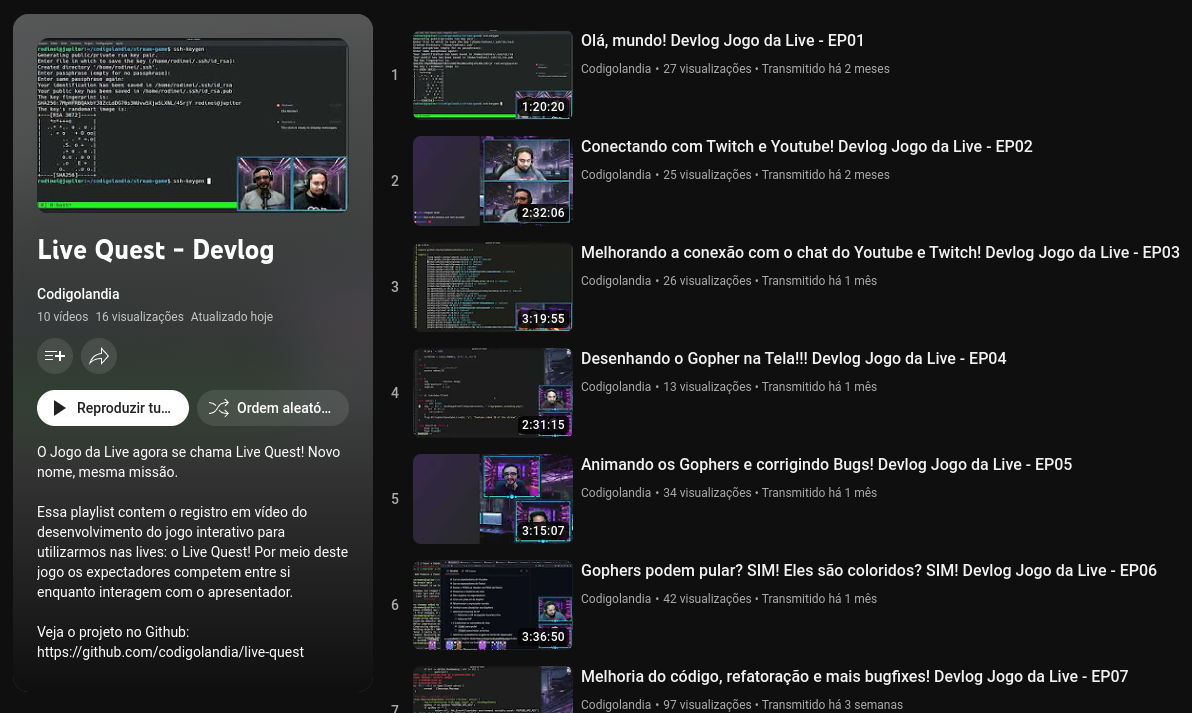 rodinei@jupiter:~/codigolandia/stream-game$ ssh-keygen
Generating public/private rsa key pair.
Enter file in which to save the key (/home/rodinei/.ssh/id_rsa):
Created directory '/home/rodinei/.ssh'.
Enter passphrase (empty for no passphrase):
Enter same passphrase again:
Your identification has been saved in /home/rodinei/.ssh/id_rsa
Your public key has been saved in /home/rodinei/.ssh/id_rsa.pub
The key fingerprint is:
The key's randomart image is:
+---[RSA 3072]----+
+----[SHA256]-----+
rodinei@jupiter:~/codigolandia/stream-game$ ssh-keygen
Live Quest - Devlog
Codigolandia
10 vídeos 16 visualizações Atualizado hoje
Reproduzir tu...
Ordem aleató...
O Jogo da Live agora se chama Live Quest! Novo
nome, mesma missão.
Essa playlist contem o registro em vídeo do
desenvolvimento do jogo interativo para
utilizarmos nas lives: o Live Quest! Por meio deste
jogo os expectadores competem entre si
enquanto interagem com o apresentador.
Veja o projeto no Github:
https://github.com/codigolandia/live-quest
1
1:20:20
Olá, mundo! Devlog Jogo da Live - EP01
Codigolandia • 27 visualizações • Transmitido há 2 meses
2
2:32:06
Conectando com Twitch e Youtube! Devlog Jogo da Live - EP02
Codigolandia • 25 visualizações • Transmitido há 2 meses
3
3:19:55
Melhorando a conexão com o chat do Youtube e Twitch! Devlog Jogo da Live - EP03
Codigolandia • 26 visualizações • Transmitido há 1 mês
4
2:31:15
Desenhando o Gopher na Tela!!! Devlog Jogo da Live - EP04
Codigolandia • 13 visualizações • Transmitido há 1 mês
5
3:15:07
Animando os Gophers e corrigindo Bugs! Devlog Jogo da Live - EP05
Codigolandia • 34 visualizações • Transmitido há 1 mês
6
3:36:50
Gophers podem pular? SIM! Eles são coloridos? SIM! Devlog Jogo da Live - EP06
Codigolandia • 42 visualizações • Transmitido há 1 mês
7
Melhoria do código, refatoração e mais bugfixes! Devlog Jogo da Live - EP07
Codigolandia • 97 visualizações • Transmitido há 3 semanas